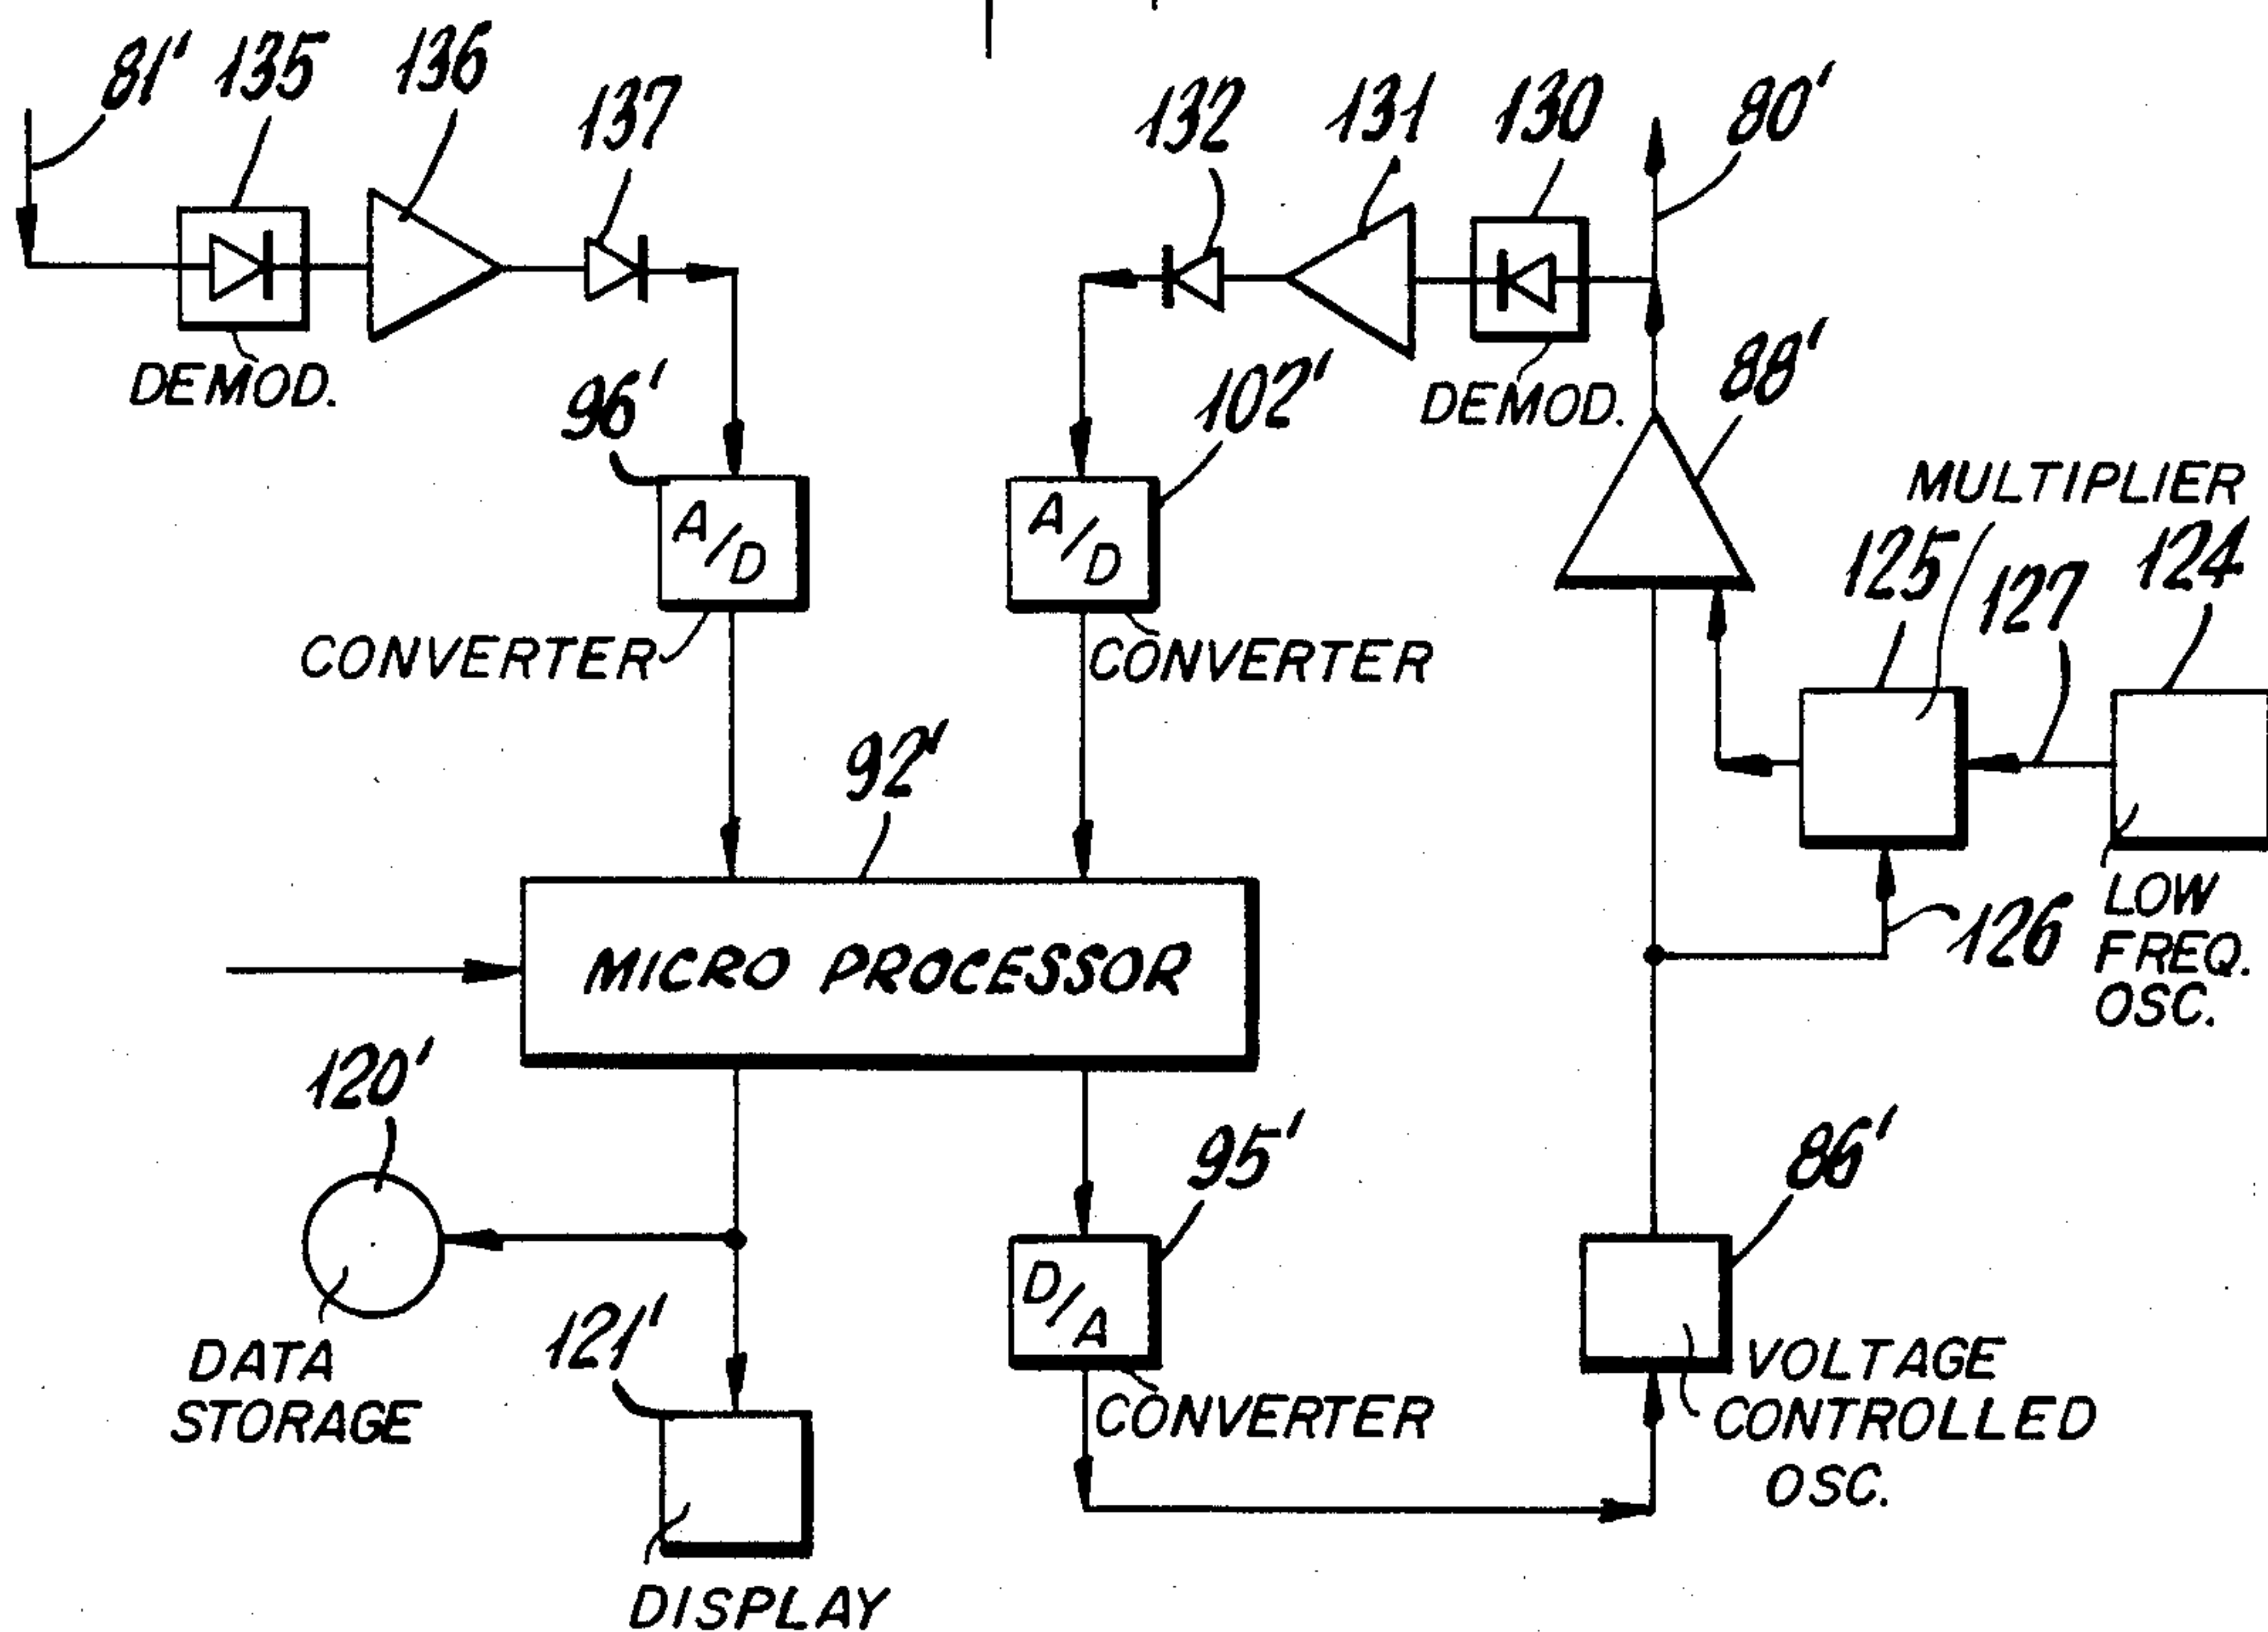 81'
135
136
137
132
131
130
80'
DEMOD.
96'
102'
DEMOD.
88'
MULTIPLIER
125
127
124
A/D
A/D
CONVERTER
CONVERTER
92'
MICRO PROCESSOR
126
LOW
FREQ.
OSC.
120'
95'
86'
DATA
STORAGE
121'
D/A
CONVERTER
VOLTAGE
CONTROLLED
OSC.
DISPLAY